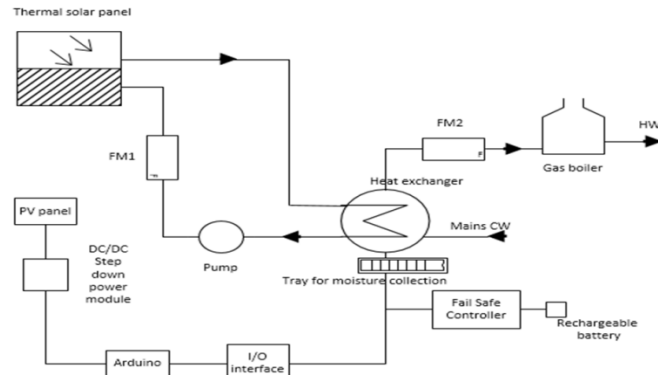 Thermal solar panel
FM1
FM2
HW
Gas boiler
Heat exchanger
PV panel
Mains CW
DC/DC
Step
down
power
module
Pump
Tray for moisture collection
Fail Safe
Controller
Rechargeable
battery
Arduino
I/O
interface